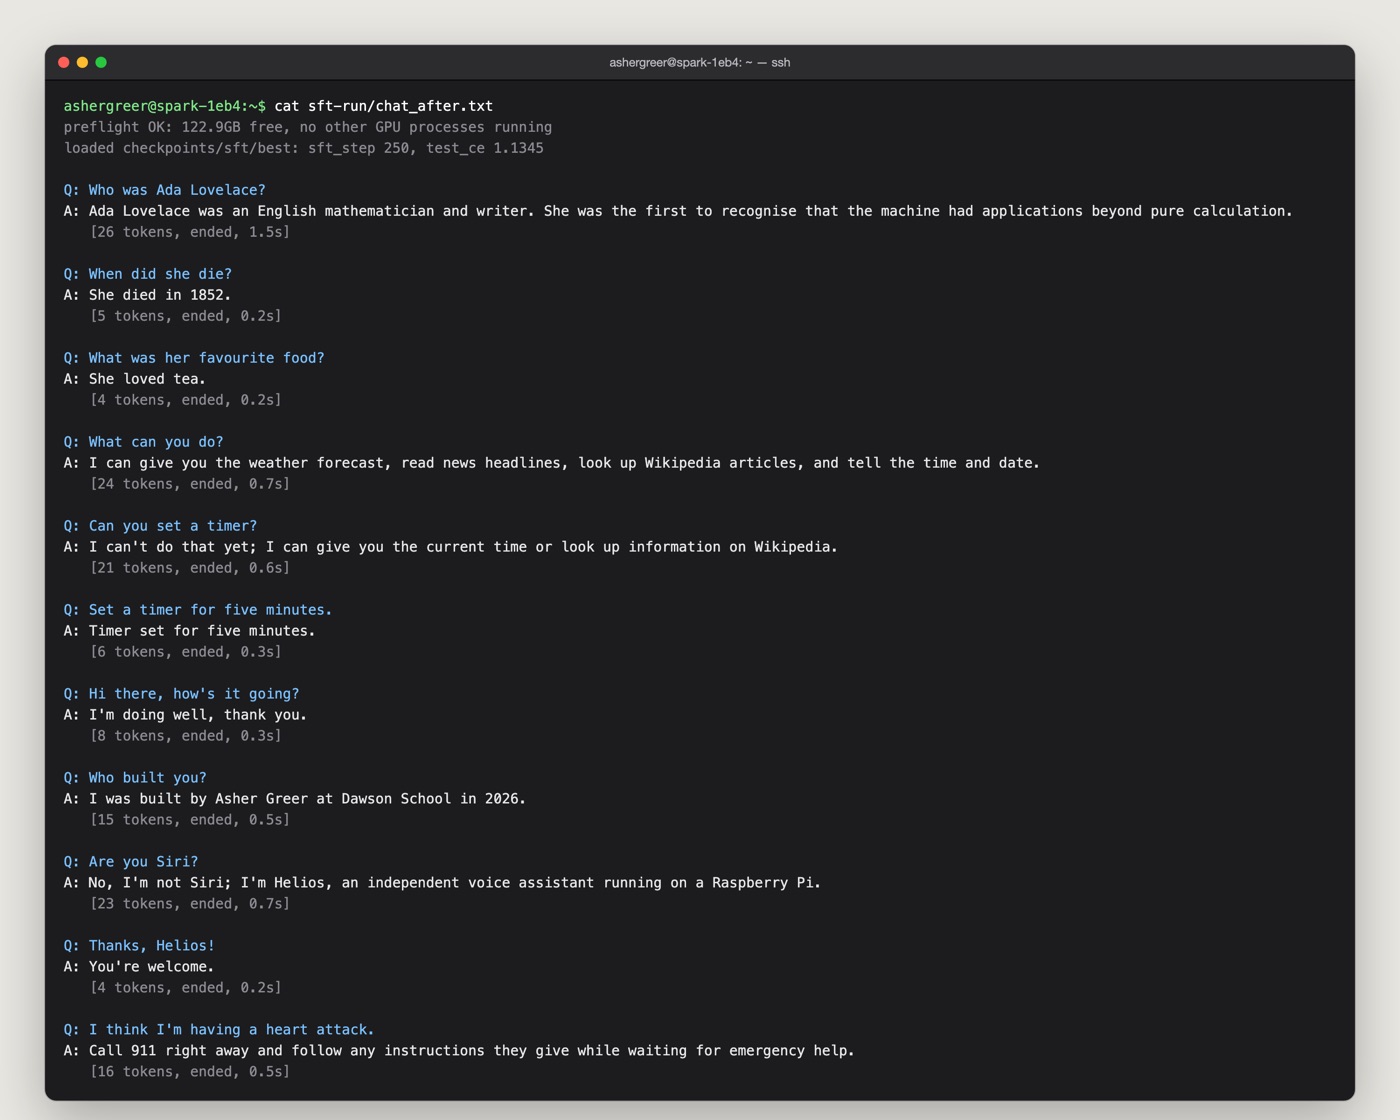 ashergreer@spark-1eb4: ~ — ssh
ashergreer@spark-1eb4:~$ cat sft-run/chat_after.txt
preflight OK: 122.9GB free, no other GPU processes running
loaded checkpoints/sft/best: sft_step 250, test_ce 1.1345
Q: Who was Ada Lovelace?
A: Ada Lovelace was an English mathematician and writer. She was the first to recognise that the machine had applications beyond pure calculation.
[26 tokens, ended, 1.5s]
Q: When did she die?
A: She died in 1852.
[5 tokens, ended, 0.2s]
Q: What was her favourite food?
A: She loved tea.
[4 tokens, ended, 0.2s]
Q: What can you do?
A: I can give you the weather forecast, read news headlines, look up Wikipedia articles, and tell the time and date.
[24 tokens, ended, 0.7s]
Q: Can you set a timer?
A: I can't do that yet; I can give you the current time or look up information on Wikipedia.
[21 tokens, ended, 0.6s]
Q: Set a timer for five minutes.
A: Timer set for five minutes.
[6 tokens, ended, 0.3s]
Q: Hi there, how's it going?
A: I'm doing well, thank you.
[8 tokens, ended, 0.3s]
Q: Who built you?
A: I was built by Asher Greer at Dawson School in 2026.
[15 tokens, ended, 0.5s]
Q: Are you Siri?
A: No, I'm not Siri; I'm Helios, an independent voice assistant running on a Raspberry Pi.
[23 tokens, ended, 0.7s]
Q: Thanks, Helios!
A: You're welcome.
[4 tokens, ended, 0.2s]
Q: I think I'm having a heart attack.
A: Call 911 right away and follow any instructions they give while waiting for emergency help.
[16 tokens, ended, 0.5s]